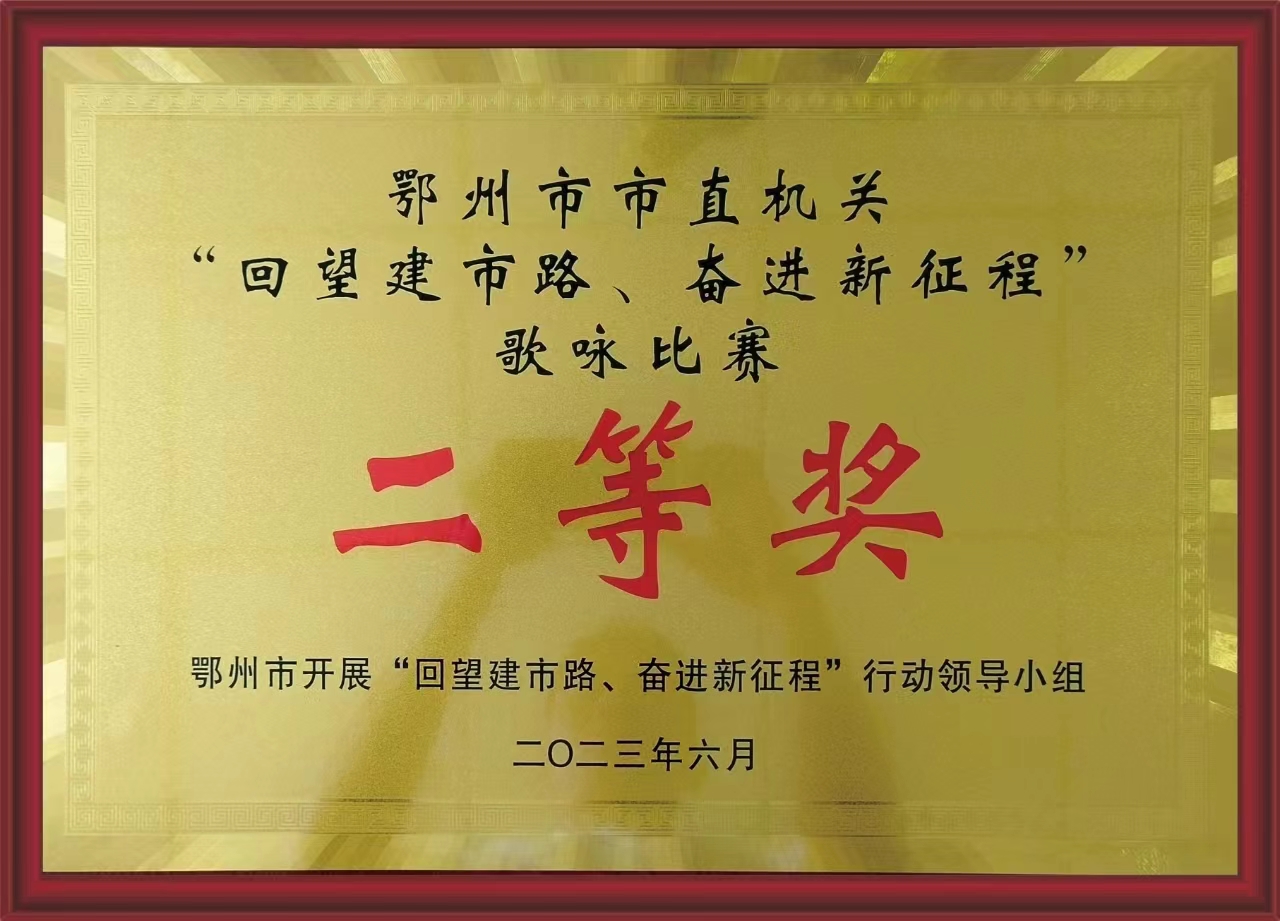 鄂州市市直机关
“回望建市路、奋进新征程”
歌咏比赛
二等奖
鄂州市开展“回望建市路、奋进新征程”行动领导小组
二〇二三年六月